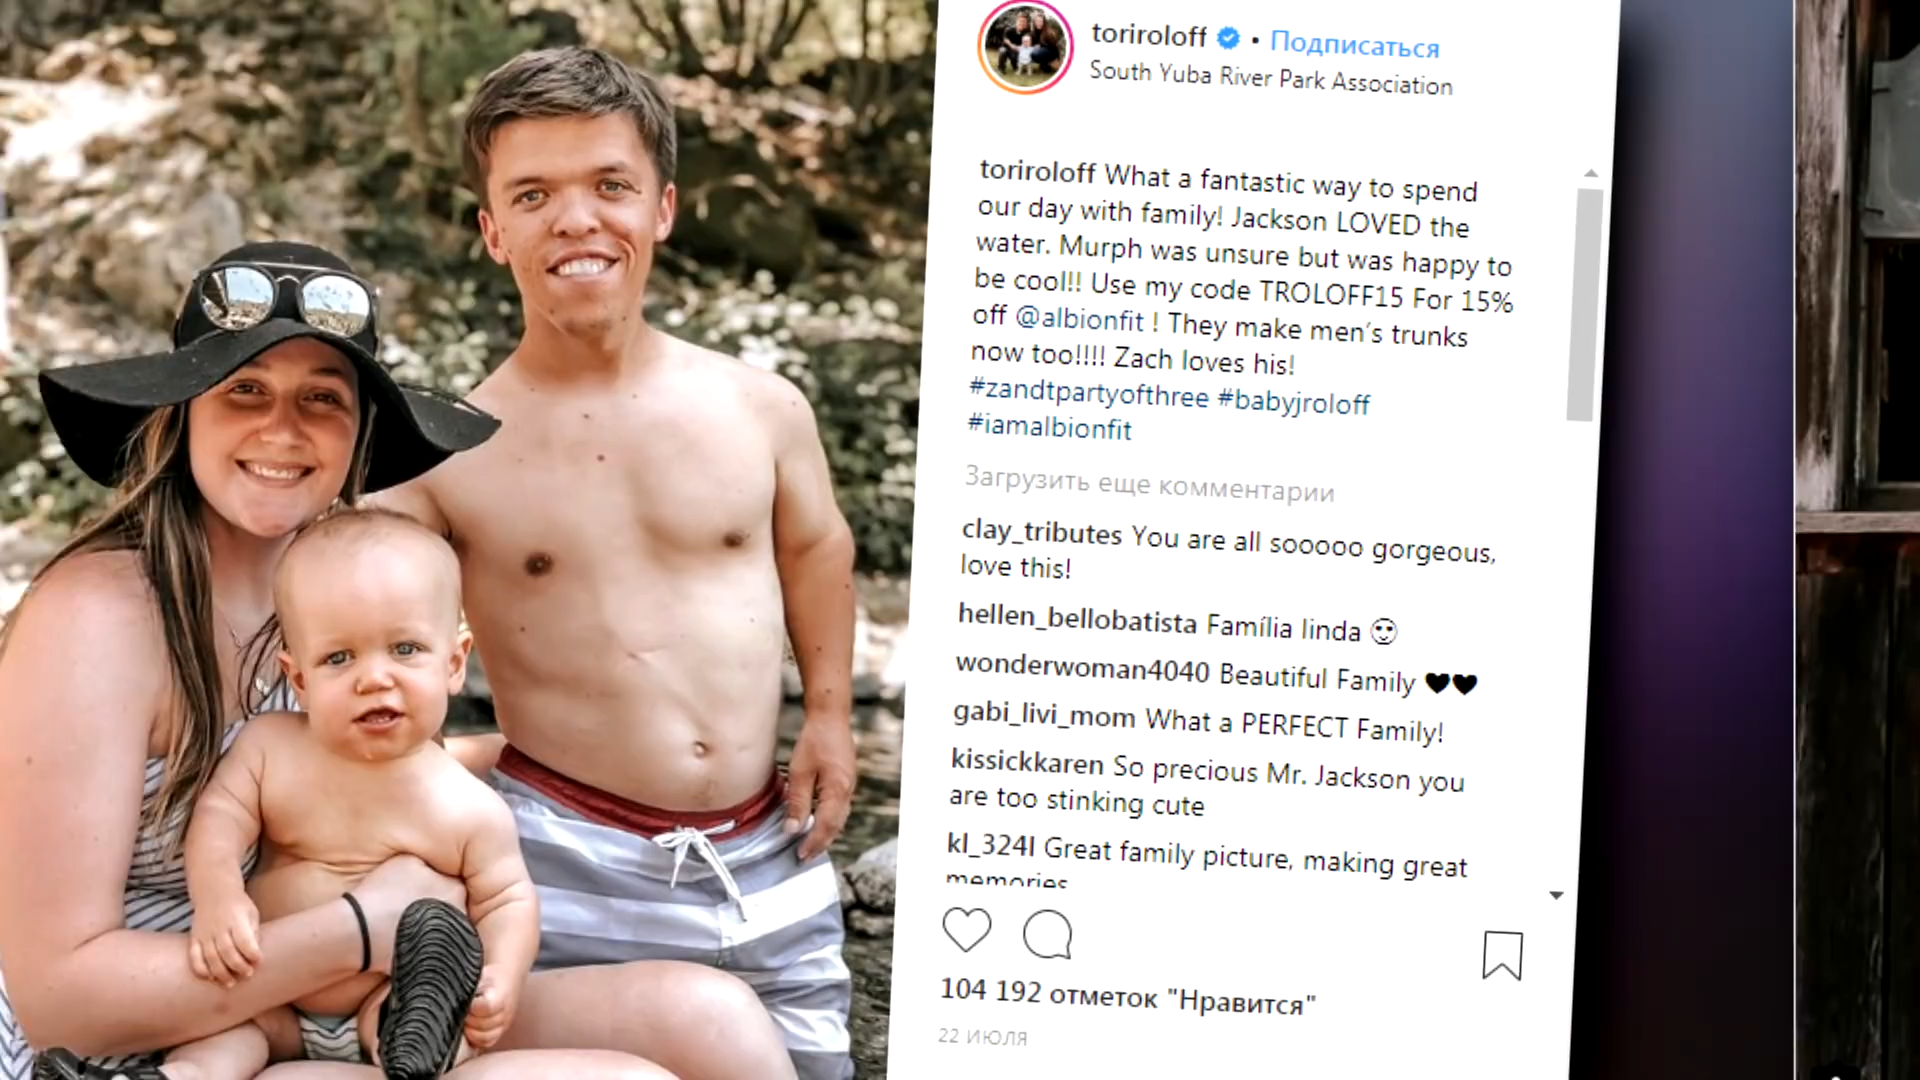 toriroloff • Подписаться
South Yuba River Park Association
toriroloff What a fantastic way to spend
our day with family! Jackson LOVED the
water. Murph was unsure but was happy to
be cool!! Use my code TROLOFF15 For 15%
off @albionfit ! They make men's trunks
now too!!!! Zach loves his!
#zandtpartyofthree #babyjroloff
#iamalbionfit
Загрузить еще комментарии
clay_tributes You are all sooooo gorgeous,
love this!
hellen_bellobatista Família linda 😍
wonderwoman4040 Beautiful Family ♥♥
gabi_livi_mom What a PERFECT Family!
kissickkaren So precious Mr. Jackson you
are too stinking cute
kl_324l Great family picture, making great
memories
104 192 отметок "Нравится"
22 ИЮЛЯ